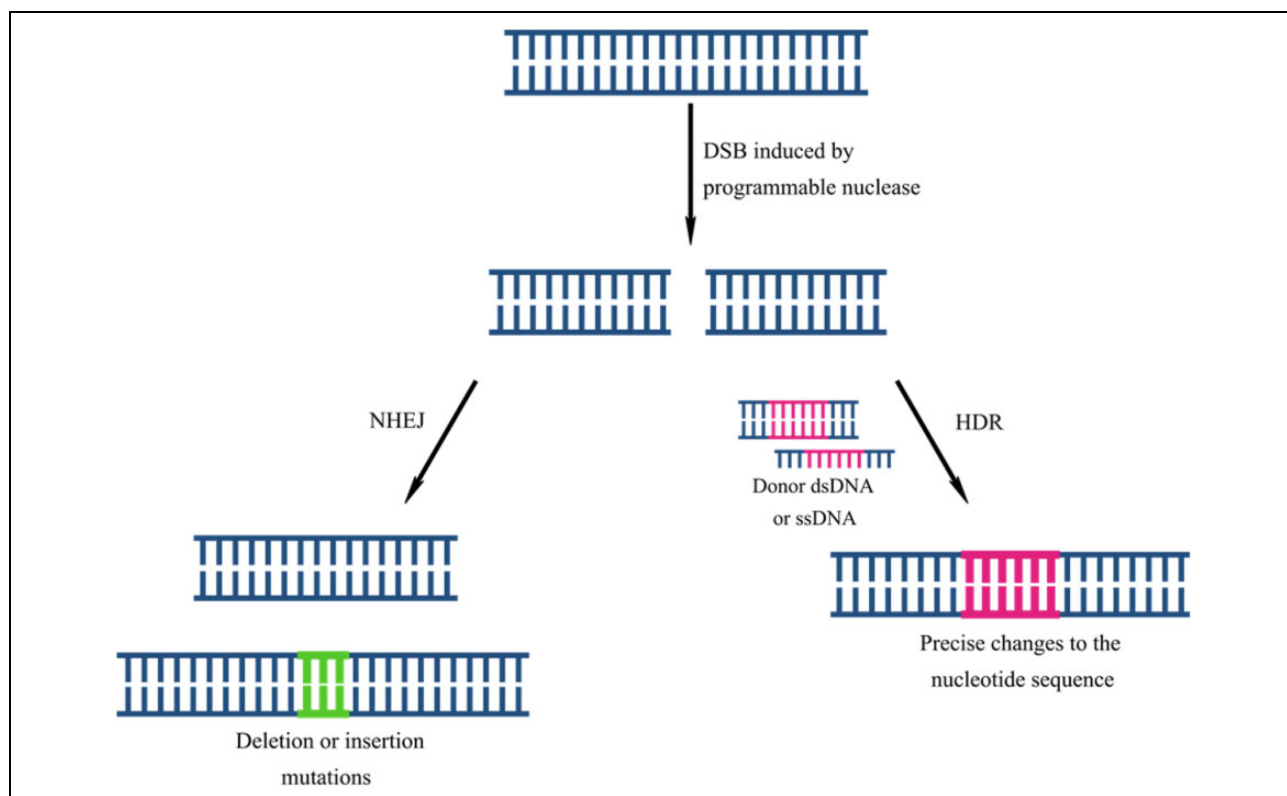 DSB induced by
programmable nuclease
NHEJ
HDR
Donor dsDNA
or ssDNA
Precise changes to the
nucleotide sequence
Deletion or insertion
mutations